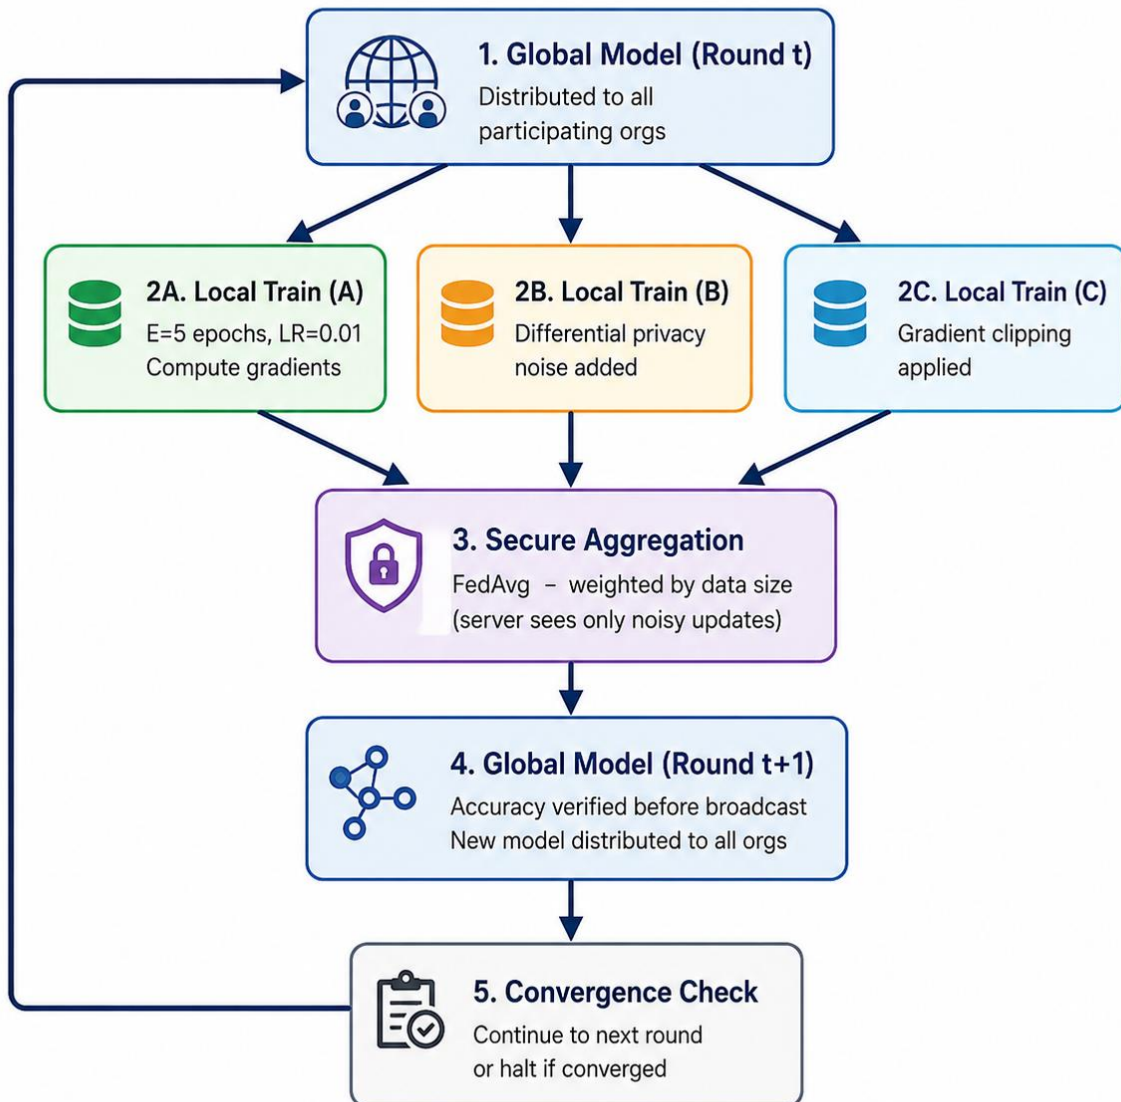 1. Global Model (Round t)
Distributed to all
participating orgs
2A. Local Train (A)
E=5 epochs, LR=0.01
Compute gradients
2B. Local Train (B)
Differential privacy
noise added
2C. Local Train (C)
Gradient clipping
applied
3. Secure Aggregation
FedAvg – weighted by data size
(server sees only noisy updates)
4. Global Model (Round t+1)
Accuracy verified before broadcast
New model distributed to all orgs
5. Convergence Check
Continue to next round
or halt if converged